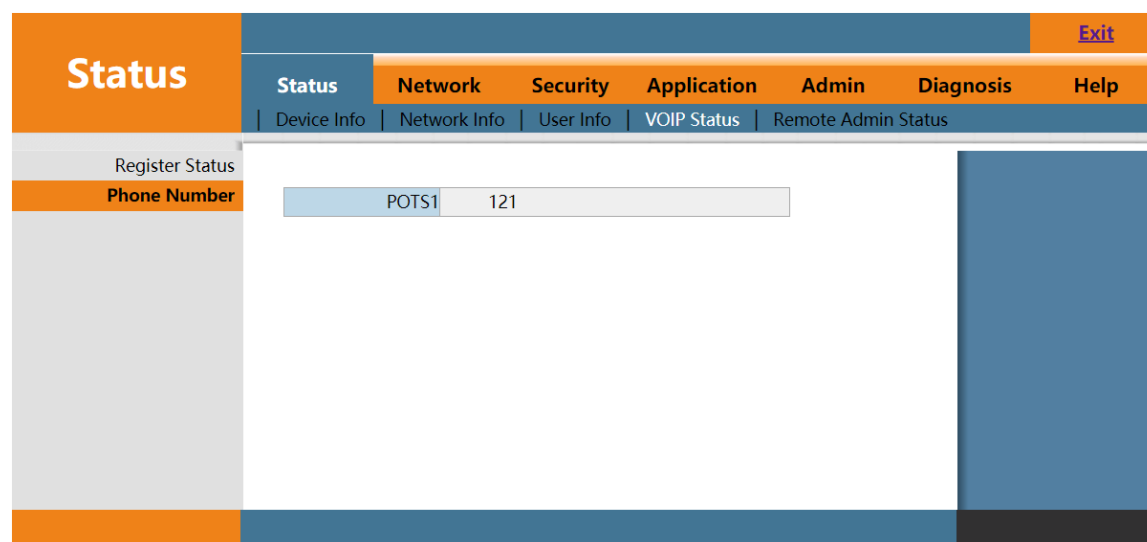 Exit
Status
Status Network Security Application Admin Diagnosis Help
Device Info | Network Info | User Info | VOIP Status | Remote Admin Status
Register Status
Phone Number
POTS1 121